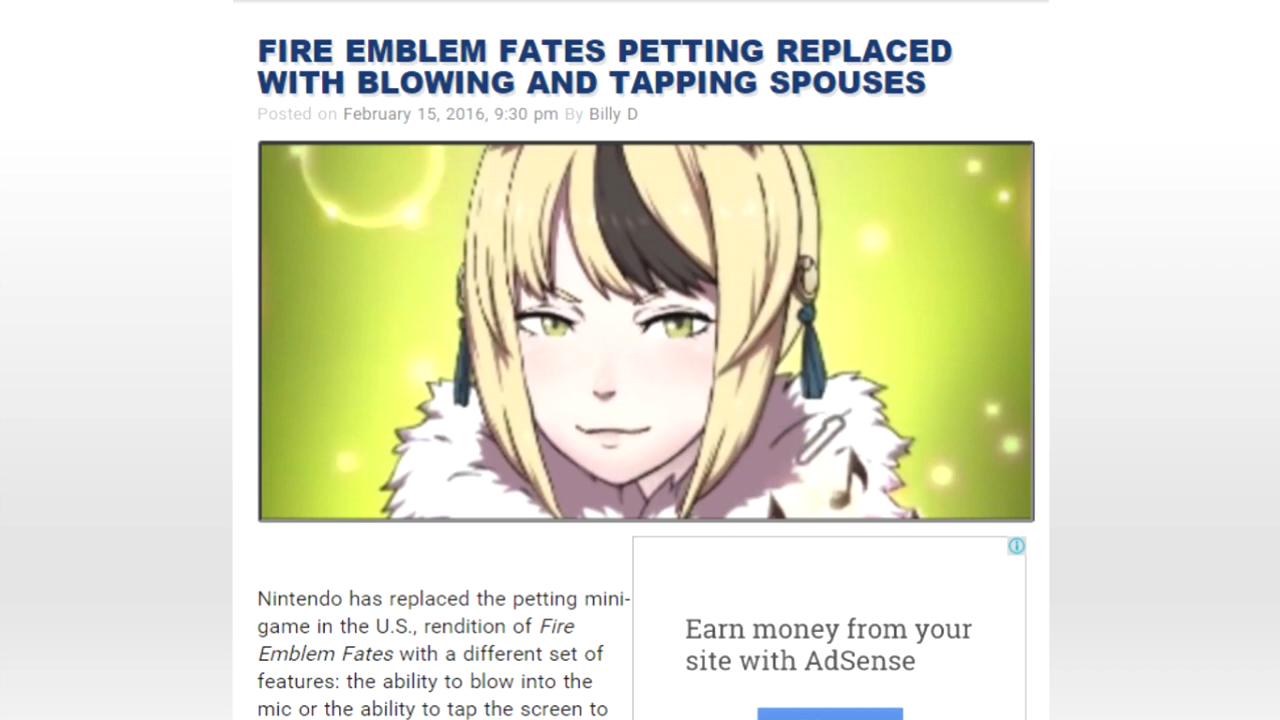 FIRE EMBLEM FATES PETTING REPLACED
WITH BLOWING AND TAPPING SPOUSES
Posted on February 15, 2016, 9:30 pm By Billy D
Nintendo has replaced the petting mini-
game in the U.S., rendition of Fire
Emblem Fates with a different set of
features: the ability to blow into the
mic or the ability to tap the screen to
Earn money from your
site with AdSense